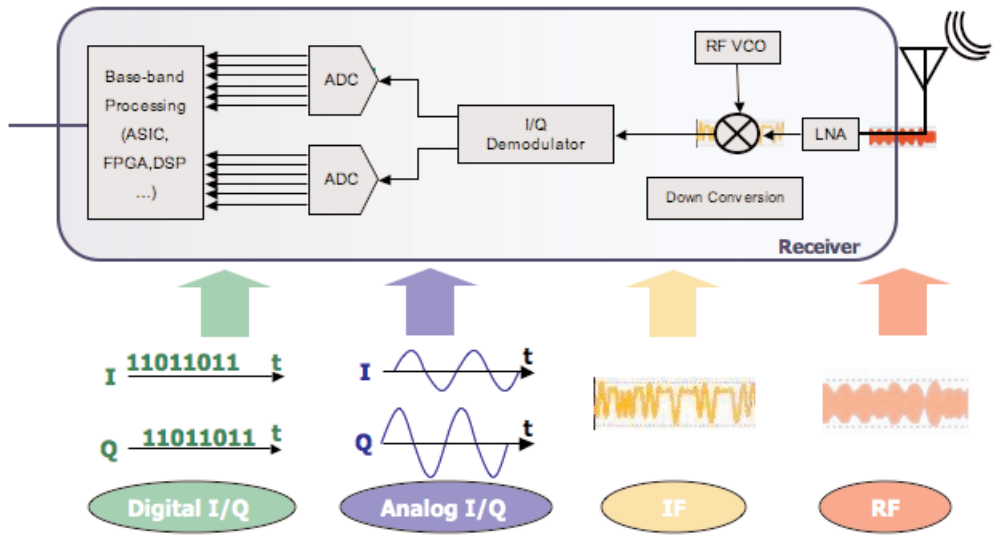 RF VCO
Base-band
Processing
(ASIC,
FPGA,DSP
...)
ADC
ADC
I/Q
Demodulator
LNA
Down Conversion
Receiver
I 11011011 t
Q 11011011 t
I t
Q t
Digital I/Q
Analog I/Q
IF
RF